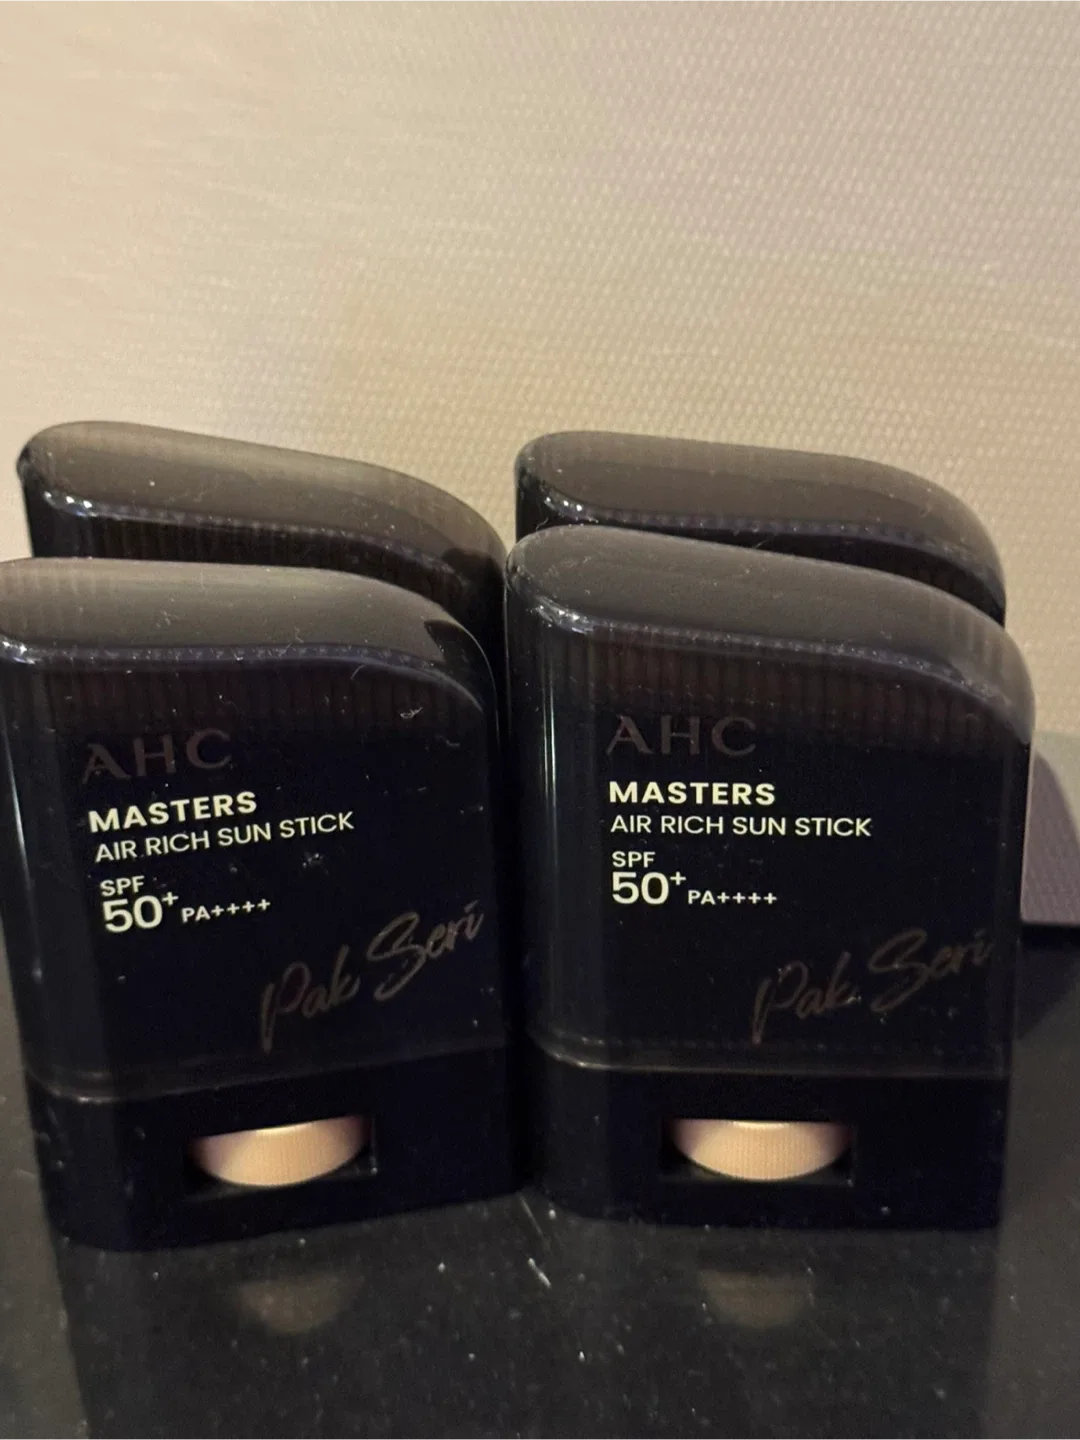 AHC
MASTERS
AIR RICH SUN STICK
SPF
50+ PA++++
Pak Seri
AHC
MASTERS
AIR RICH SUN STICK
SPF
50+ PA++++
Pak Seri